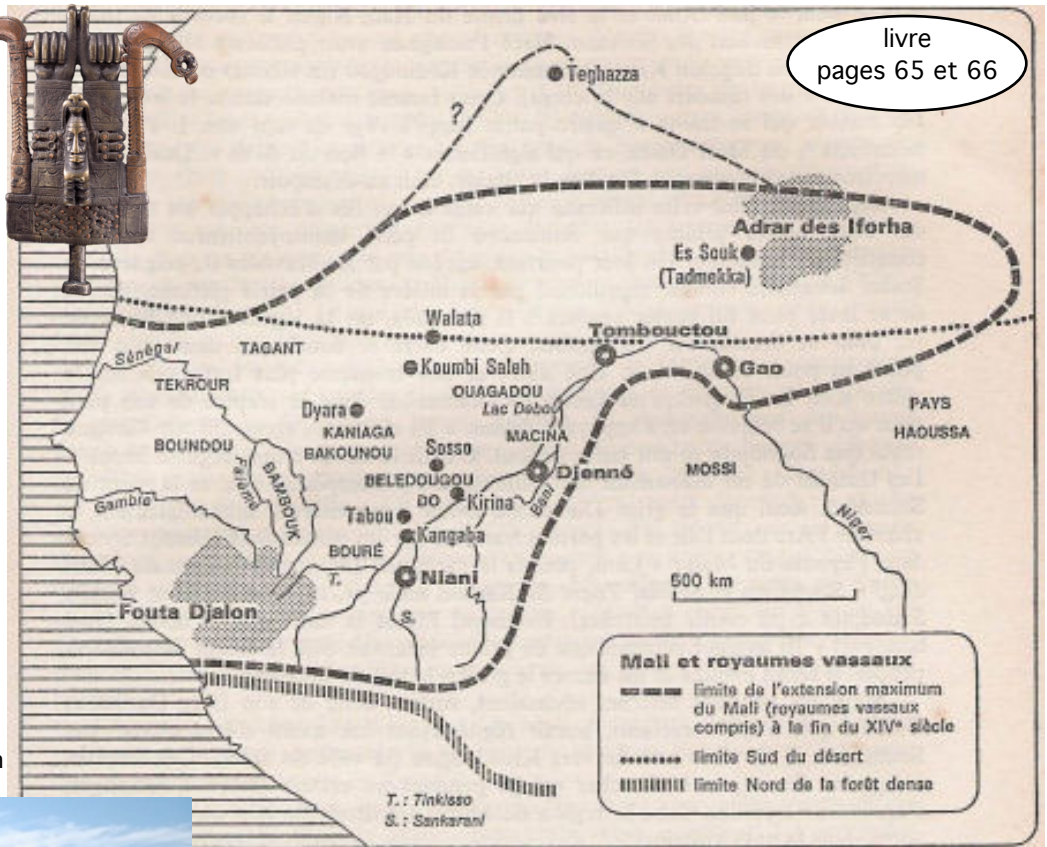 livre
pages 65 et 66
Teghazza
?
Adrar des Iforha
Es Souk
(Tadmekka)
Walata
Tombouctou
Sénégal
TAGANT
Koumbi Saleh
Gao
TEKROUR
OUAGADOU
Lac Debo
PAYS
HAOUSSA
Dyara
KANIAGA
BAKOUNOU
MACINA
BOUNDOU
Sosso
Djenné
MOSSI
BELEDOUGOU
Falémé
BAMBOUK
DO
Kirina
Bani
Gambie
Tabou
Niger
Kangaba
BOURÉ
Niani
500 km
T.
Fouta Djalon
S.
Mali et royaumes vassaux
limite de l'extension maximum
du Mali (royaumes vassaux
compris) à la fin du XIVe siècle
limite Sud du désert
limite Nord de la forêt dense
T. : Tinkisso
S. : Sankarani